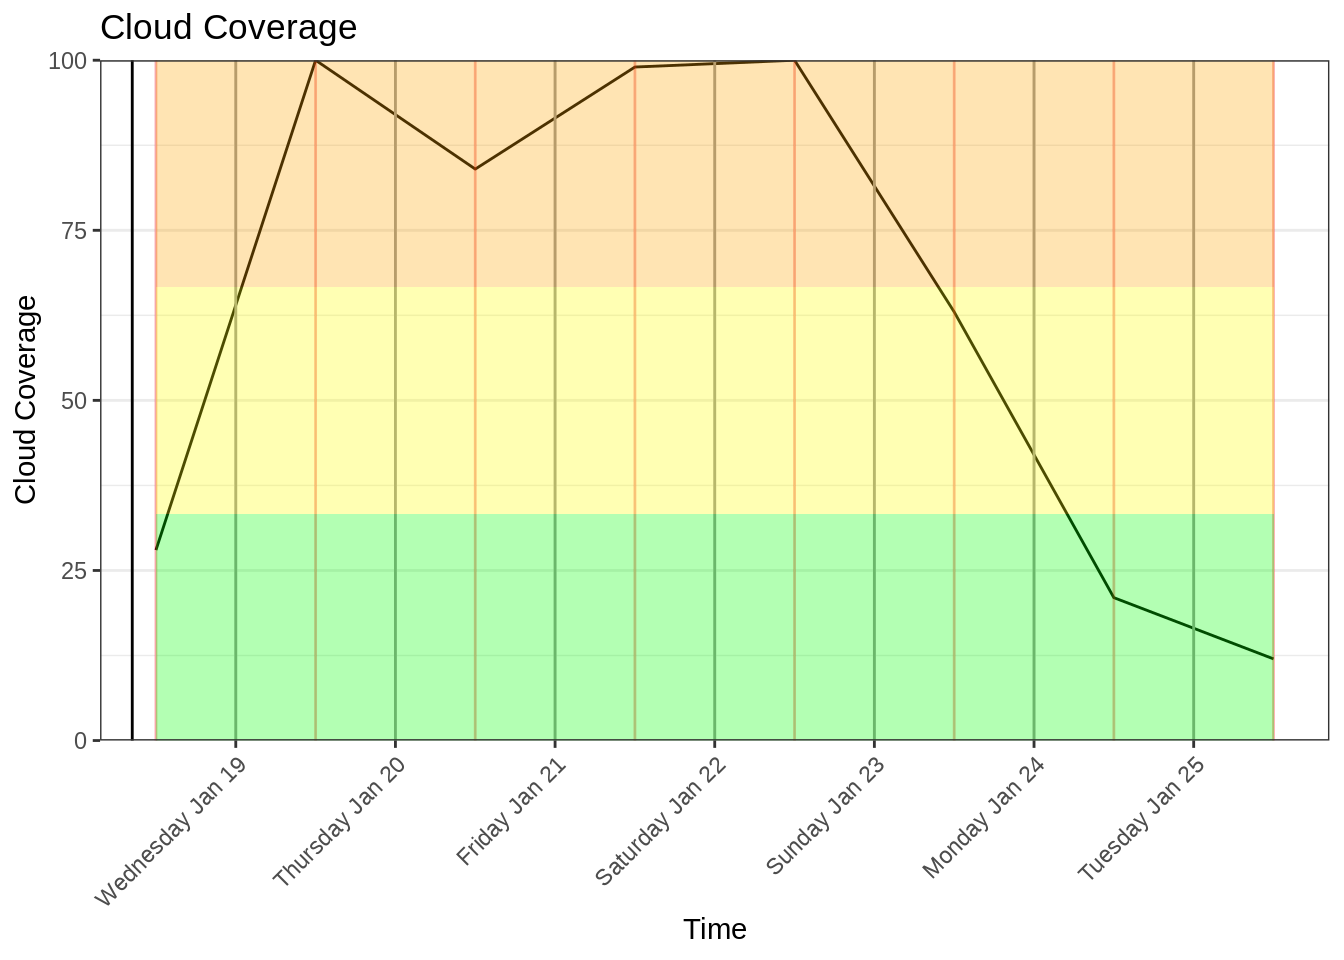 Cloud Coverage
100
75
50
25
0
Cloud Coverage
Wednesday Jan 19
Thursday Jan 20
Friday Jan 21
Saturday Jan 22
Sunday Jan 23
Monday Jan 24
Tuesday Jan 25
Time